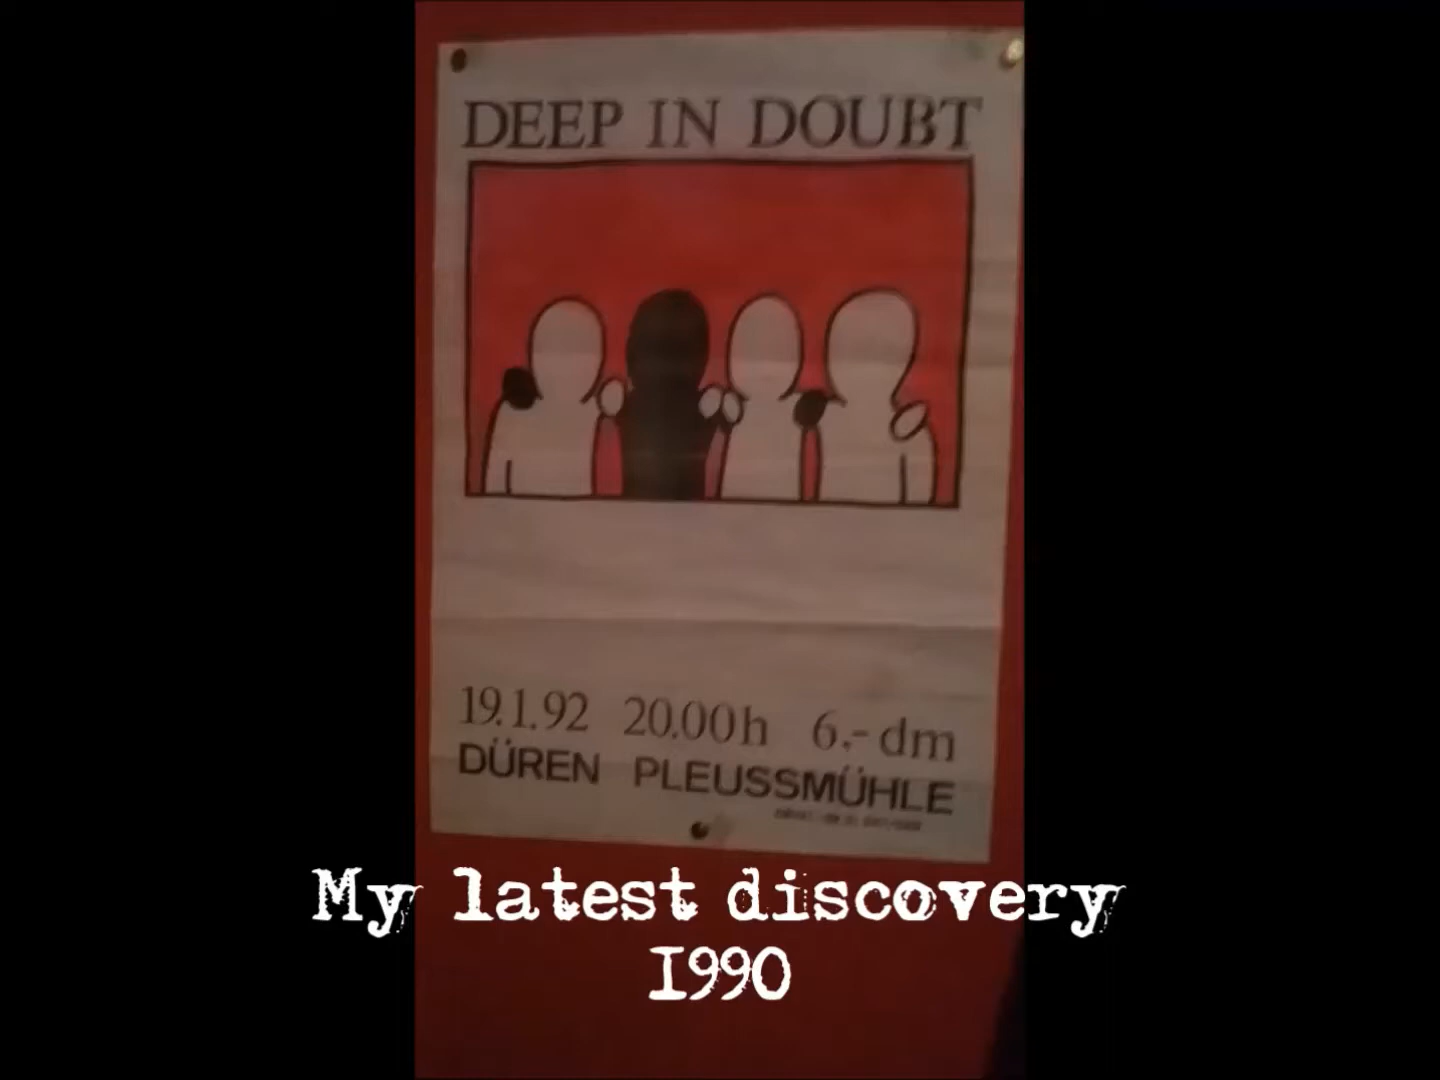 DEEP IN DOUBT
19.1.92 20.00h 6,- dm
DÜREN PLEUSSMÜHLE
My latest discovery
1990